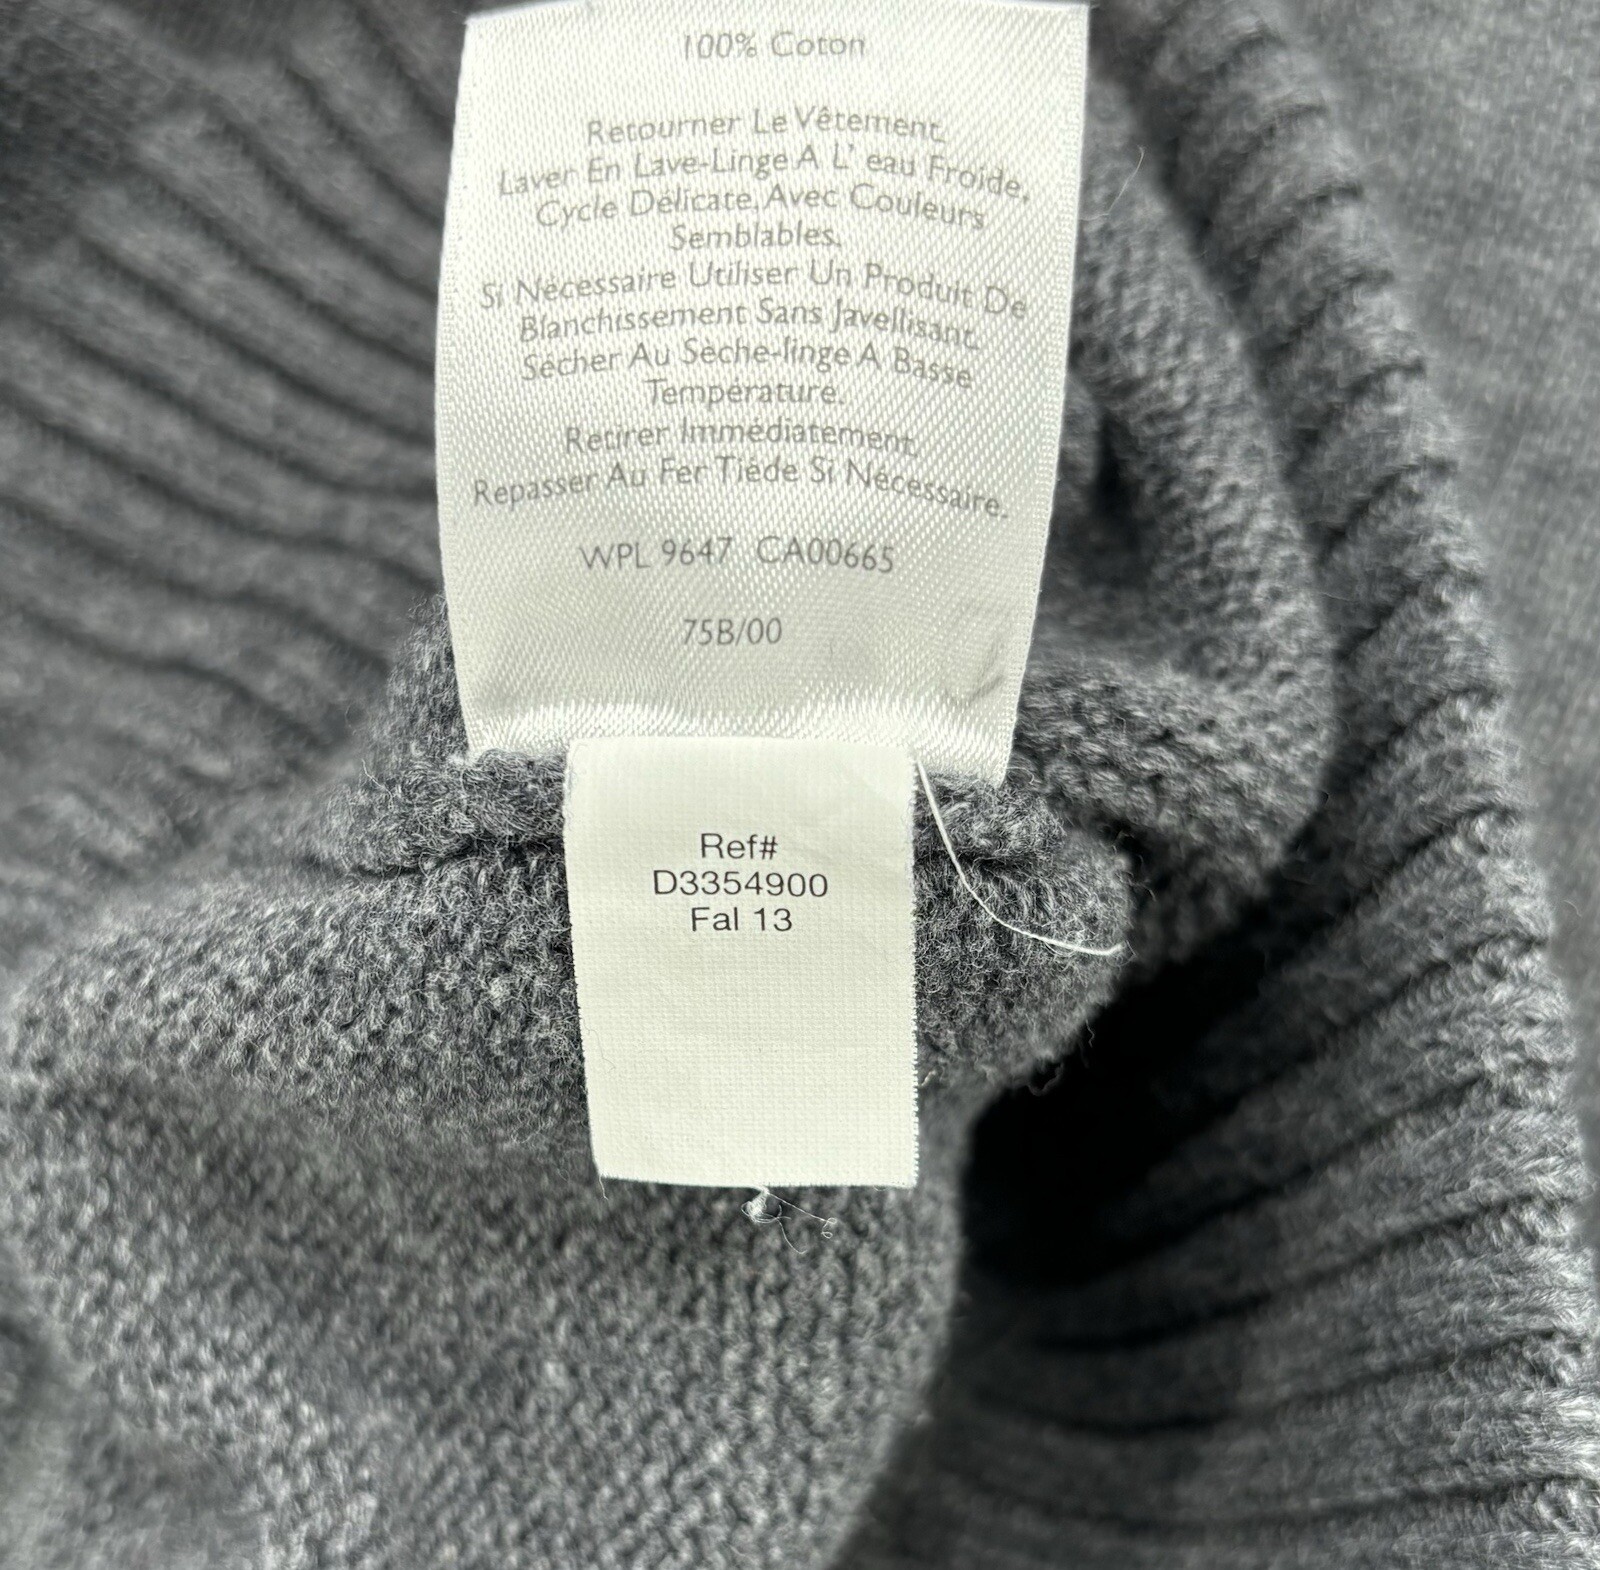 100% Coton
Retourner Le Vêtement.
Laver En Lave-Linge A L' eau Froide,
Cycle Délicate, Avec Couleurs
Semblables.
Si Nécessaire Utiliser Un Produit De
Blanchissement Sans Javellisant.
Sécher Au Sèche-linge A Basse
Température.
Retirer Immédiatement.
Repasser Au Fer Tiède Si Nécessaire.
WPL 9647 CA00665
75B/00
Ref#
D3354900
Fal 13